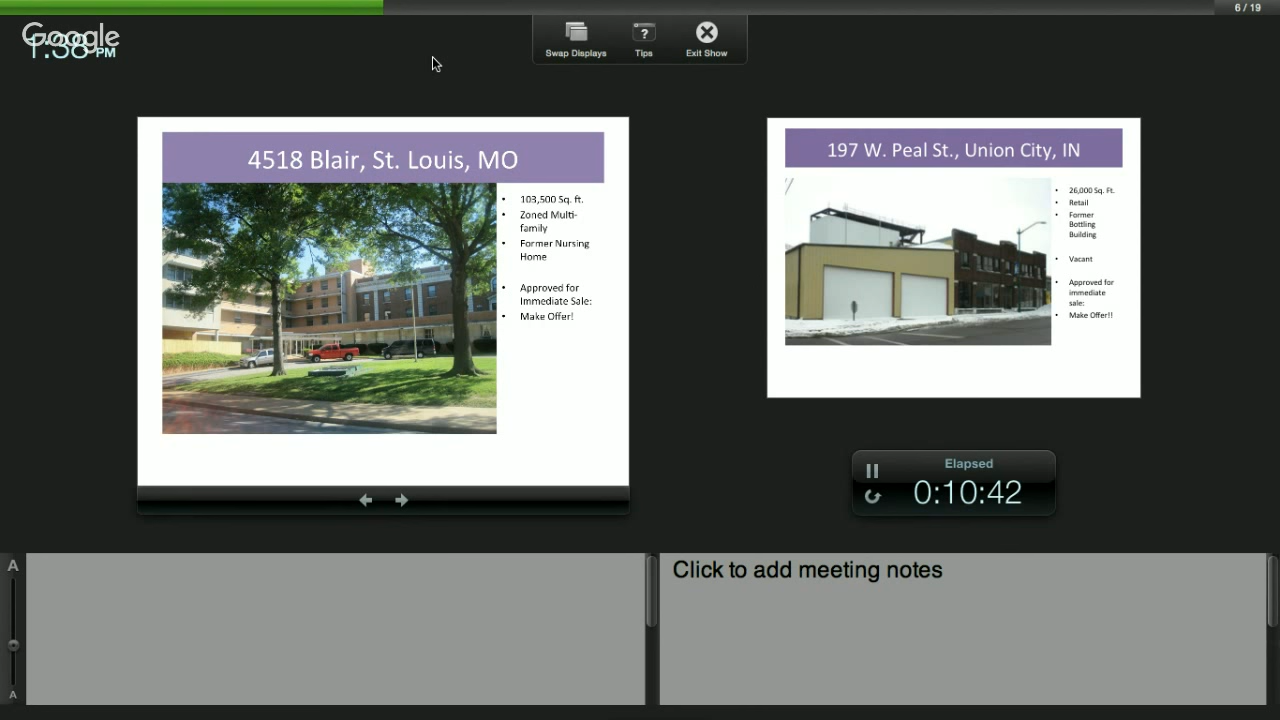 6 / 19
Google
1:38 PM
Swap Displays
Tips
Exit Show
4518 Blair, St. Louis, MO
• 103,500 Sq. ft.
• Zoned Multi-
family
• Former Nursing
Home
• Approved for
Immediate Sale:
• Make Offer!
197 W. Peal St., Union City, IN
• 26,000 Sq. Ft.
• Retail
• Former
Bottling
Building
• Vacant
• Approved for
immediate
sale:
• Make Offer!!
Elapsed
0:10:42
A
A
Click to add meeting notes